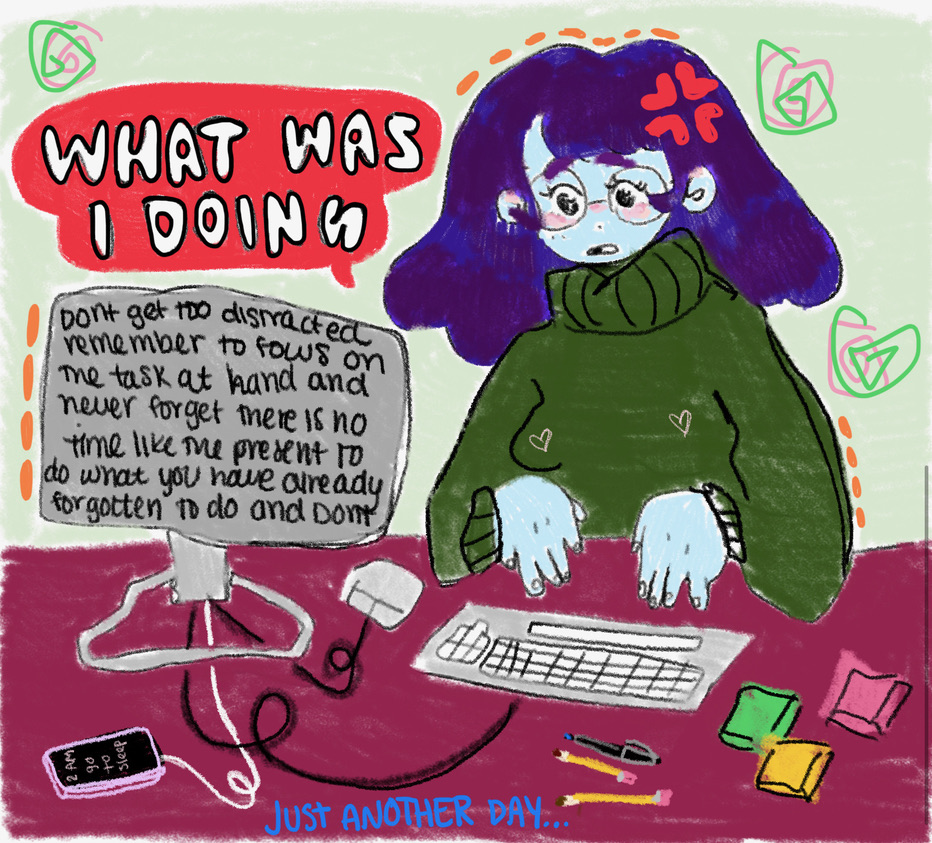 WHAT WAS
I DOING
Dont get too distracted
remember to focus on
the task at hand and
never forget there is no
time like the present to
do what you have already
forgotten to do and Dont
2 AM
go
to
sleep
JUST ANOTHER DAY...